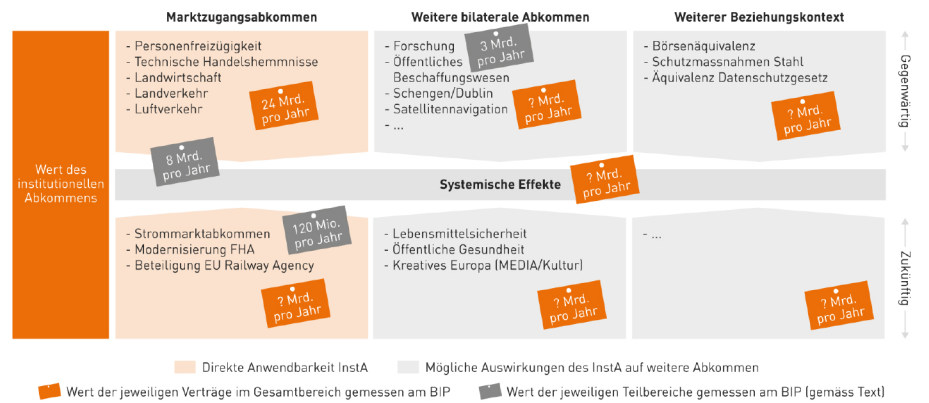 Marktzugangsabkommen
Weitere bilaterale Abkommen
Weiterer Beziehungskontext
Wert des
institutionellen
Abkommens
- Personenfreizügigkeit
- Technische Handelshemmnisse
- Landwirtschaft
- Landverkehr
- Luftverkehr
24 Mrd.
pro Jahr
8 Mrd.
pro Jahr
- Forschung
- Öffentliches
Beschaffungswesen
- Schengen/Dublin
- Satellitennavigation
- ...
3 Mrd.
pro Jahr
? Mrd.
pro Jahr
- Börsenäquivalenz
- Schutzmassnahmen Stahl
- Äquivalenz Datenschutzgesetz
? Mrd.
pro Jahr
Gegenwärtig
Systemische Effekte
? Mrd.
pro Jahr
- Strommarktabkommen
- Modernisierung FHA
- Beteiligung EU Railway Agency
120 Mio.
pro Jahr
? Mrd.
pro Jahr
- Lebensmittelsicherheit
- Öffentliche Gesundheit
- Kreatives Europa (MEDIA/Kultur)
? Mrd.
pro Jahr
- ...
? Mrd.
pro Jahr
Zukünftig
Direkte Anwendbarkeit InstA
Mögliche Auswirkungen des InstA auf weitere Abkommen
Wert der jeweiligen Verträge im Gesamtbereich gemessen am BIP
Wert der jeweiligen Teilbereiche gemessen am BIP (gemäss Text)